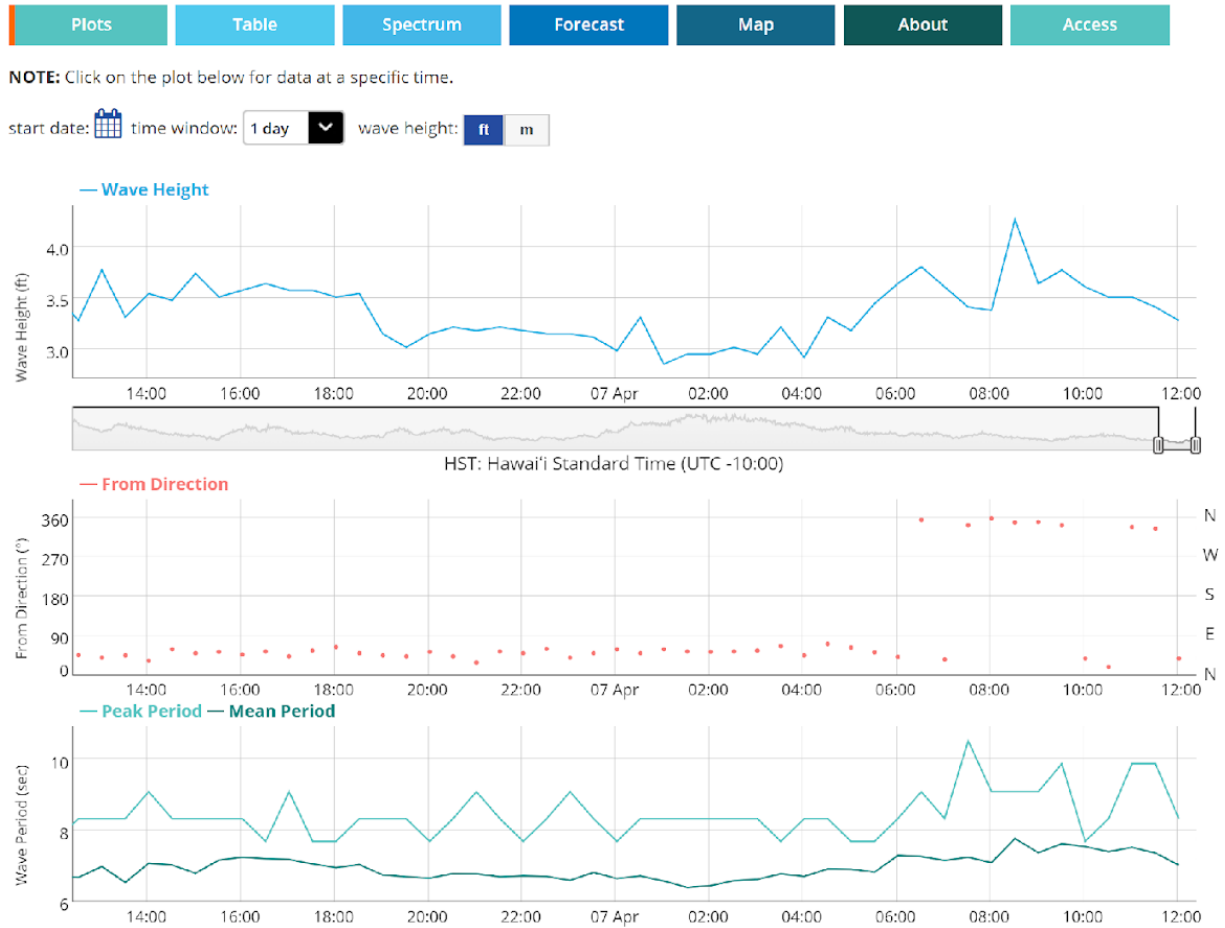 Plots Table Spectrum Forecast Map About Access
NOTE: Click on the plot below for data at a specific time.
start date: time window: 1 day wave height: ft m
— Wave Height
Wave Height (ft)
4.0
3.5
3.0
14:00 16:00 18:00 20:00 22:00 07 Apr 02:00 04:00 06:00 08:00 10:00 12:00
HST: Hawaiʻi Standard Time (UTC -10:00)
— From Direction
From Direction (°)
360 N
270 W
180 S
90 E
0 N
14:00 16:00 18:00 20:00 22:00 07 Apr 02:00 04:00 06:00 08:00 10:00 12:00
— Peak Period — Mean Period
Wave Period (sec)
10
8
6
14:00 16:00 18:00 20:00 22:00 07 Apr 02:00 04:00 06:00 08:00 10:00 12:00